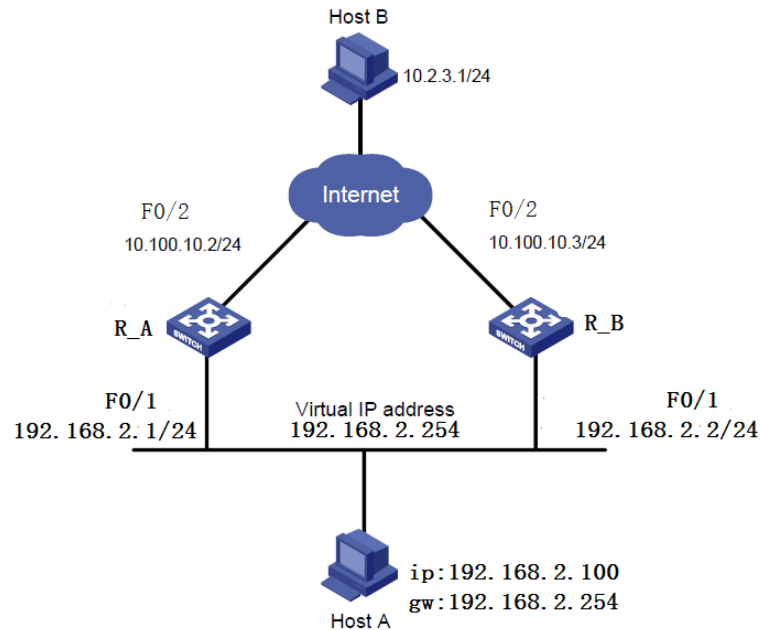 Host B
10.2.3.1/24
Internet
F0/2
10.100.10.2/24
F0/2
10.100.10.3/24
R_A
SWITCH
SWITCH
R_B
F0/1
192.168.2.1/24
Virtual IP address
192.168.2.254
F0/1
192.168.2.2/24
ip:192.168.2.100
gw:192.168.2.254
Host A